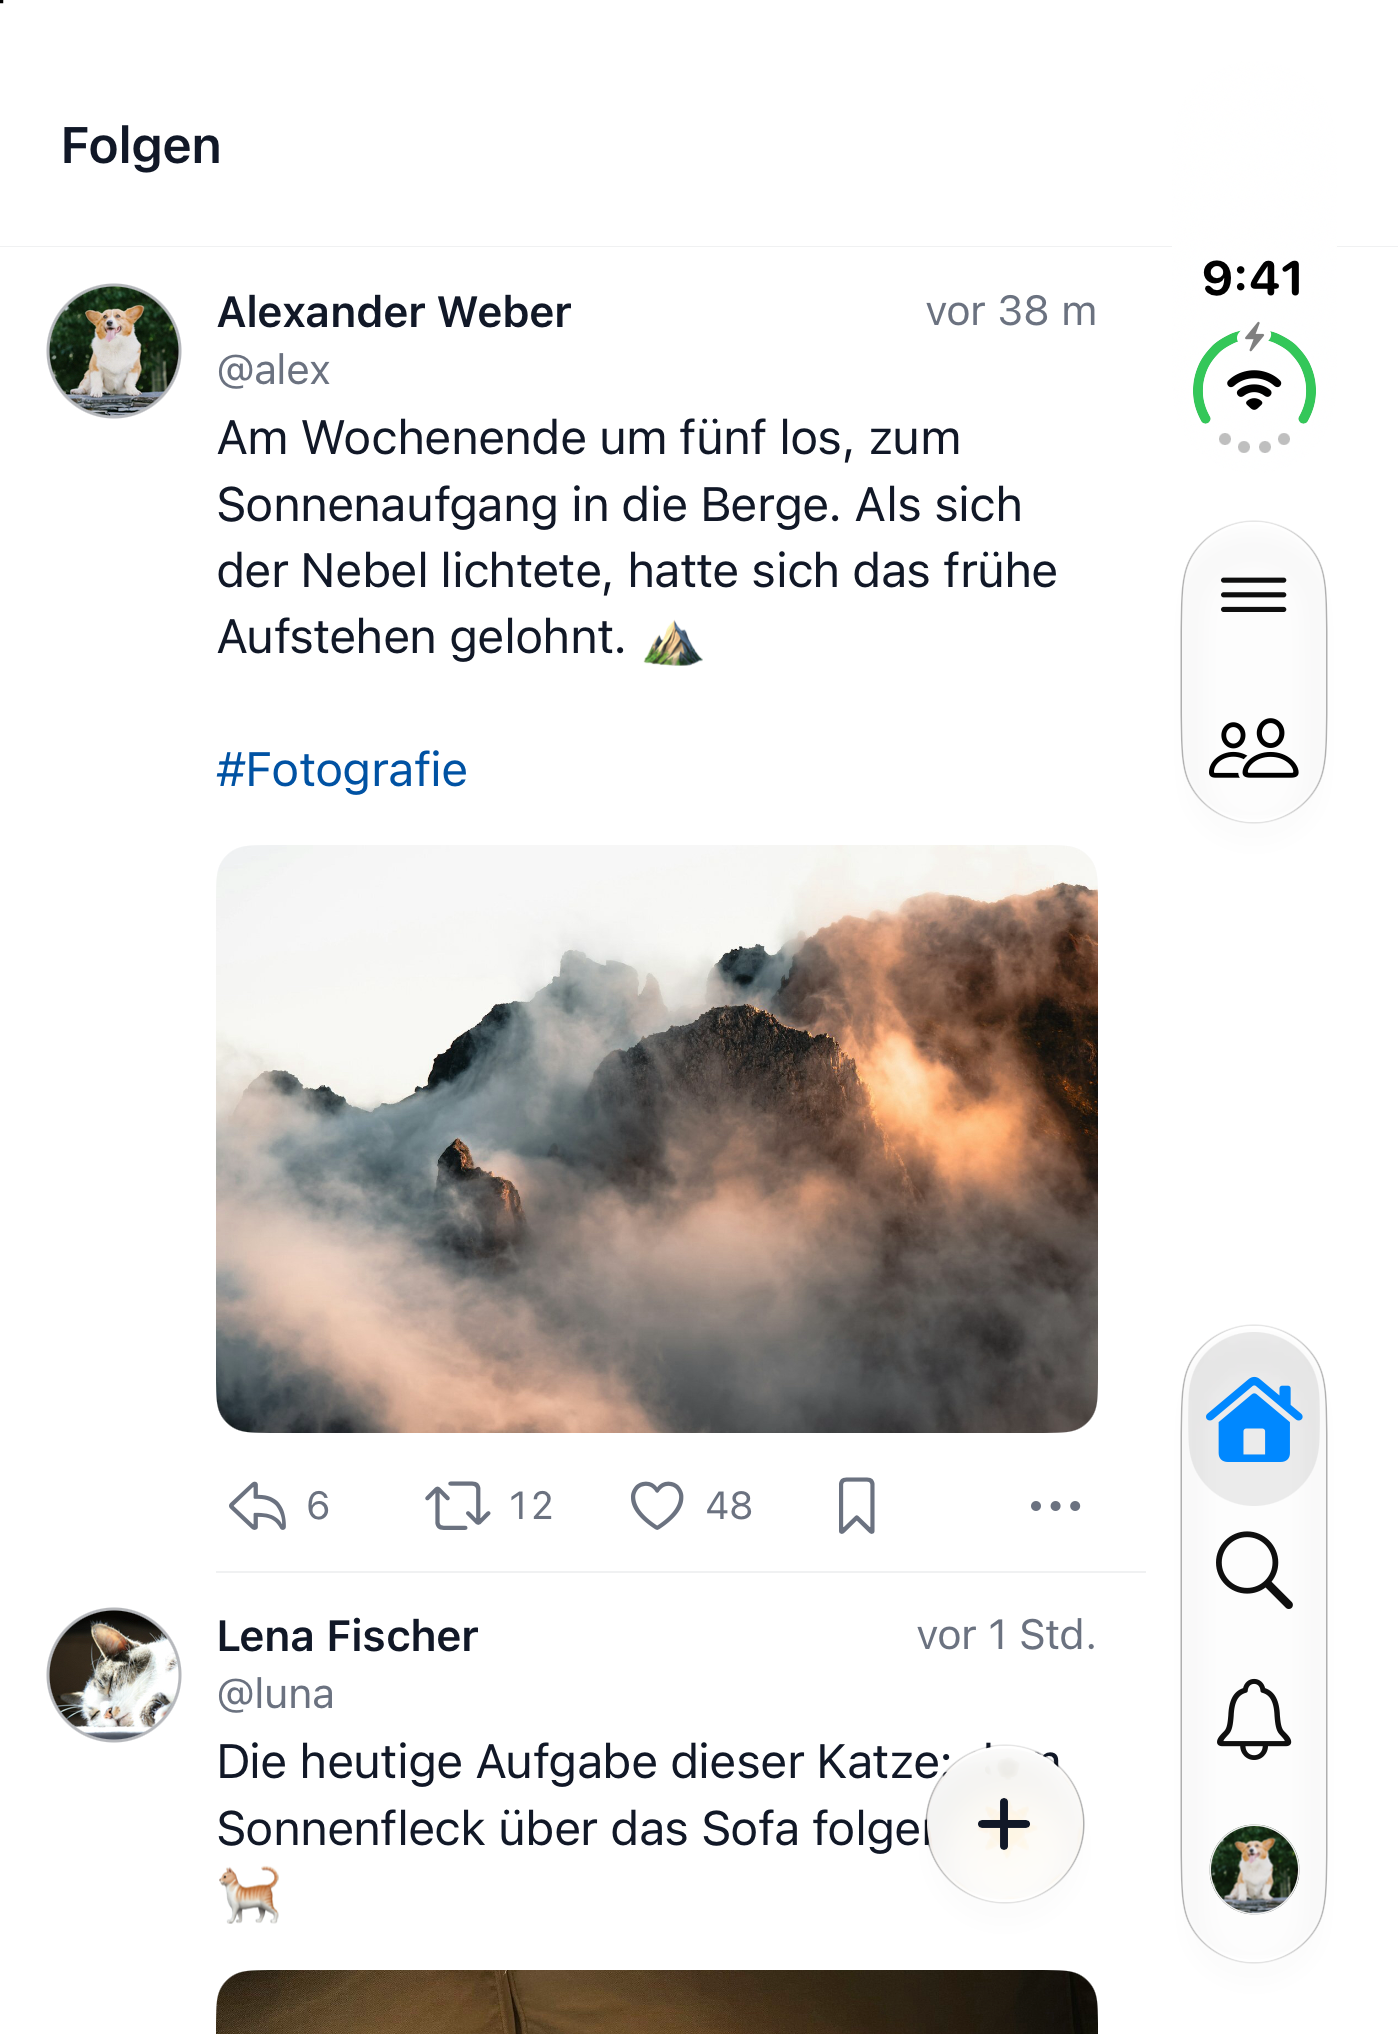 Folgen
9:41
Alexander Weber
vor 38 m
@alex
Am Wochenende um fünf los, zum
Sonnenaufgang in die Berge. Als sich
der Nebel lichtete, hatte sich das frühe
Aufstehen gelohnt.
#Fotografie
6
12
48
Lena Fischer
vor 1 Std.
@luna
Die heutige Aufgabe dieser Katze:
Sonnenfleck über das Sofa